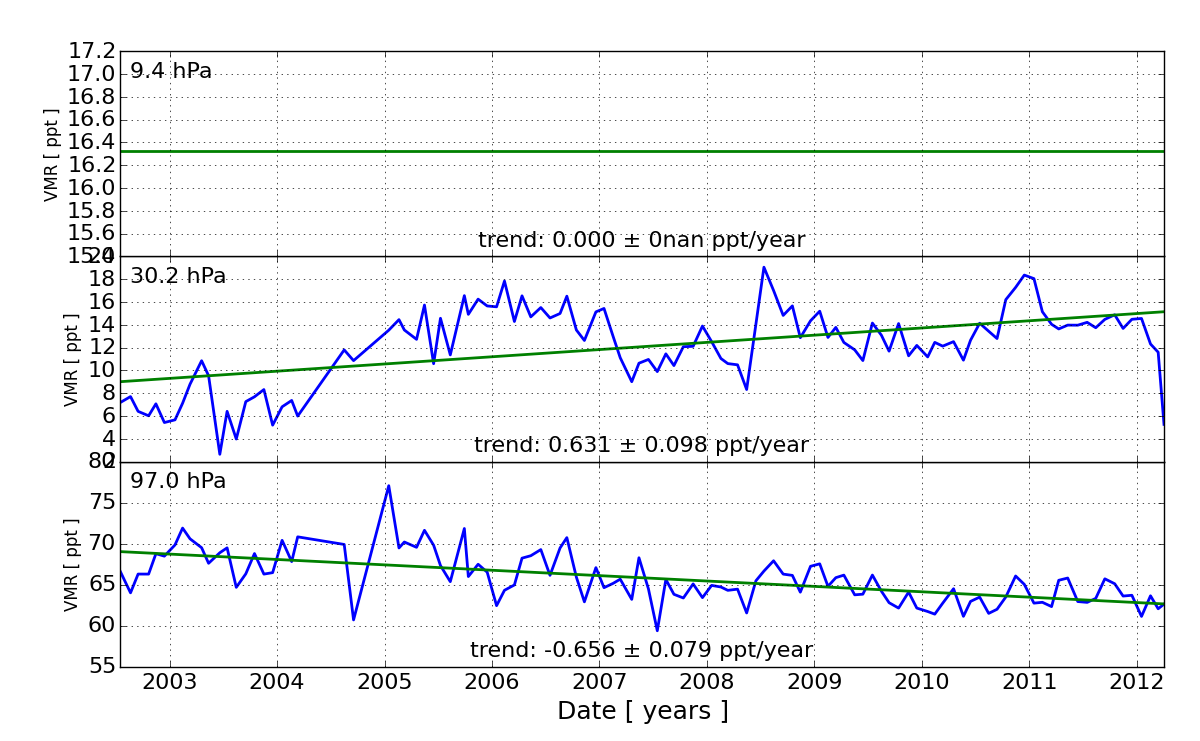 17.2
17.0
16.8
16.6
16.4
16.2
16.0
15.8
15.6
15.4
VMR [ ppt ]
9.4 hPa
trend: 0.000 ± 0nan ppt/year
20
18
16
14
12
10
8
6
4
2
VMR [ ppt ]
30.2 hPa
trend: 0.631 ± 0.098 ppt/year
80
75
70
65
60
55
VMR [ ppt ]
97.0 hPa
trend: -0.656 ± 0.079 ppt/year
2003 2004 2005 2006 2007 2008 2009 2010 2011 2012
Date [ years ]